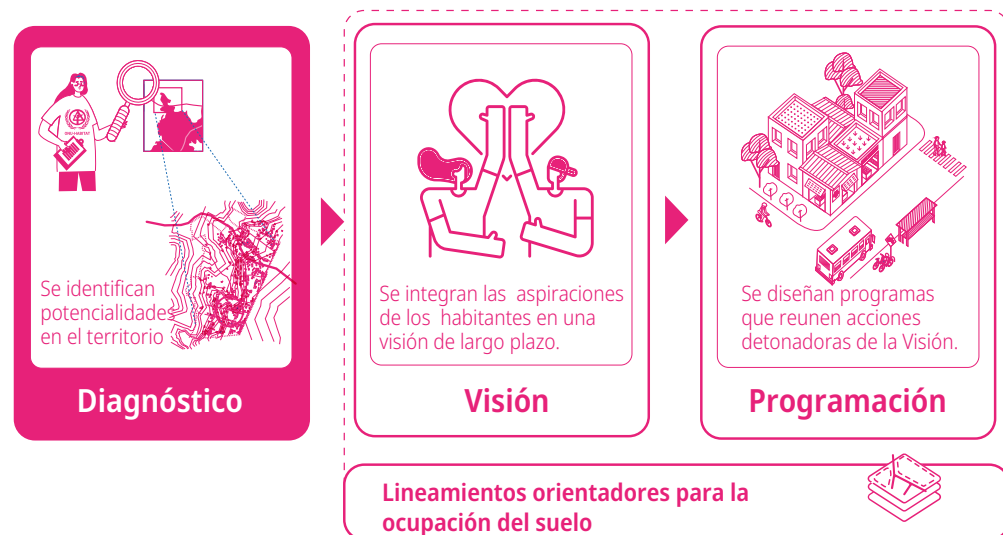 ONU-HABITAT
Se identifican
potencialidades
en el territorio
Diagnóstico
Se integran las aspiraciones
de los habitantes en una
visión de largo plazo.
Visión
Se diseñan programas
que reunen acciones
detonadoras de la Visión.
Programación
Lineamientos orientadores para la
ocupación del suelo